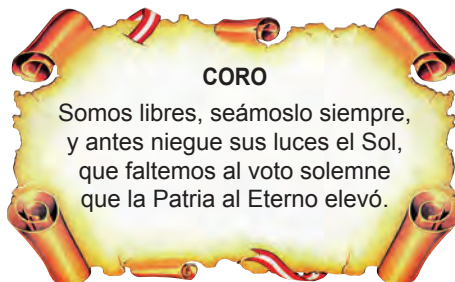 CORO
Somos libres, seámoslo siempre,
y antes niegue sus luces el Sol,
que faltemos al voto solemne
que la Patria al Eterno elevó.